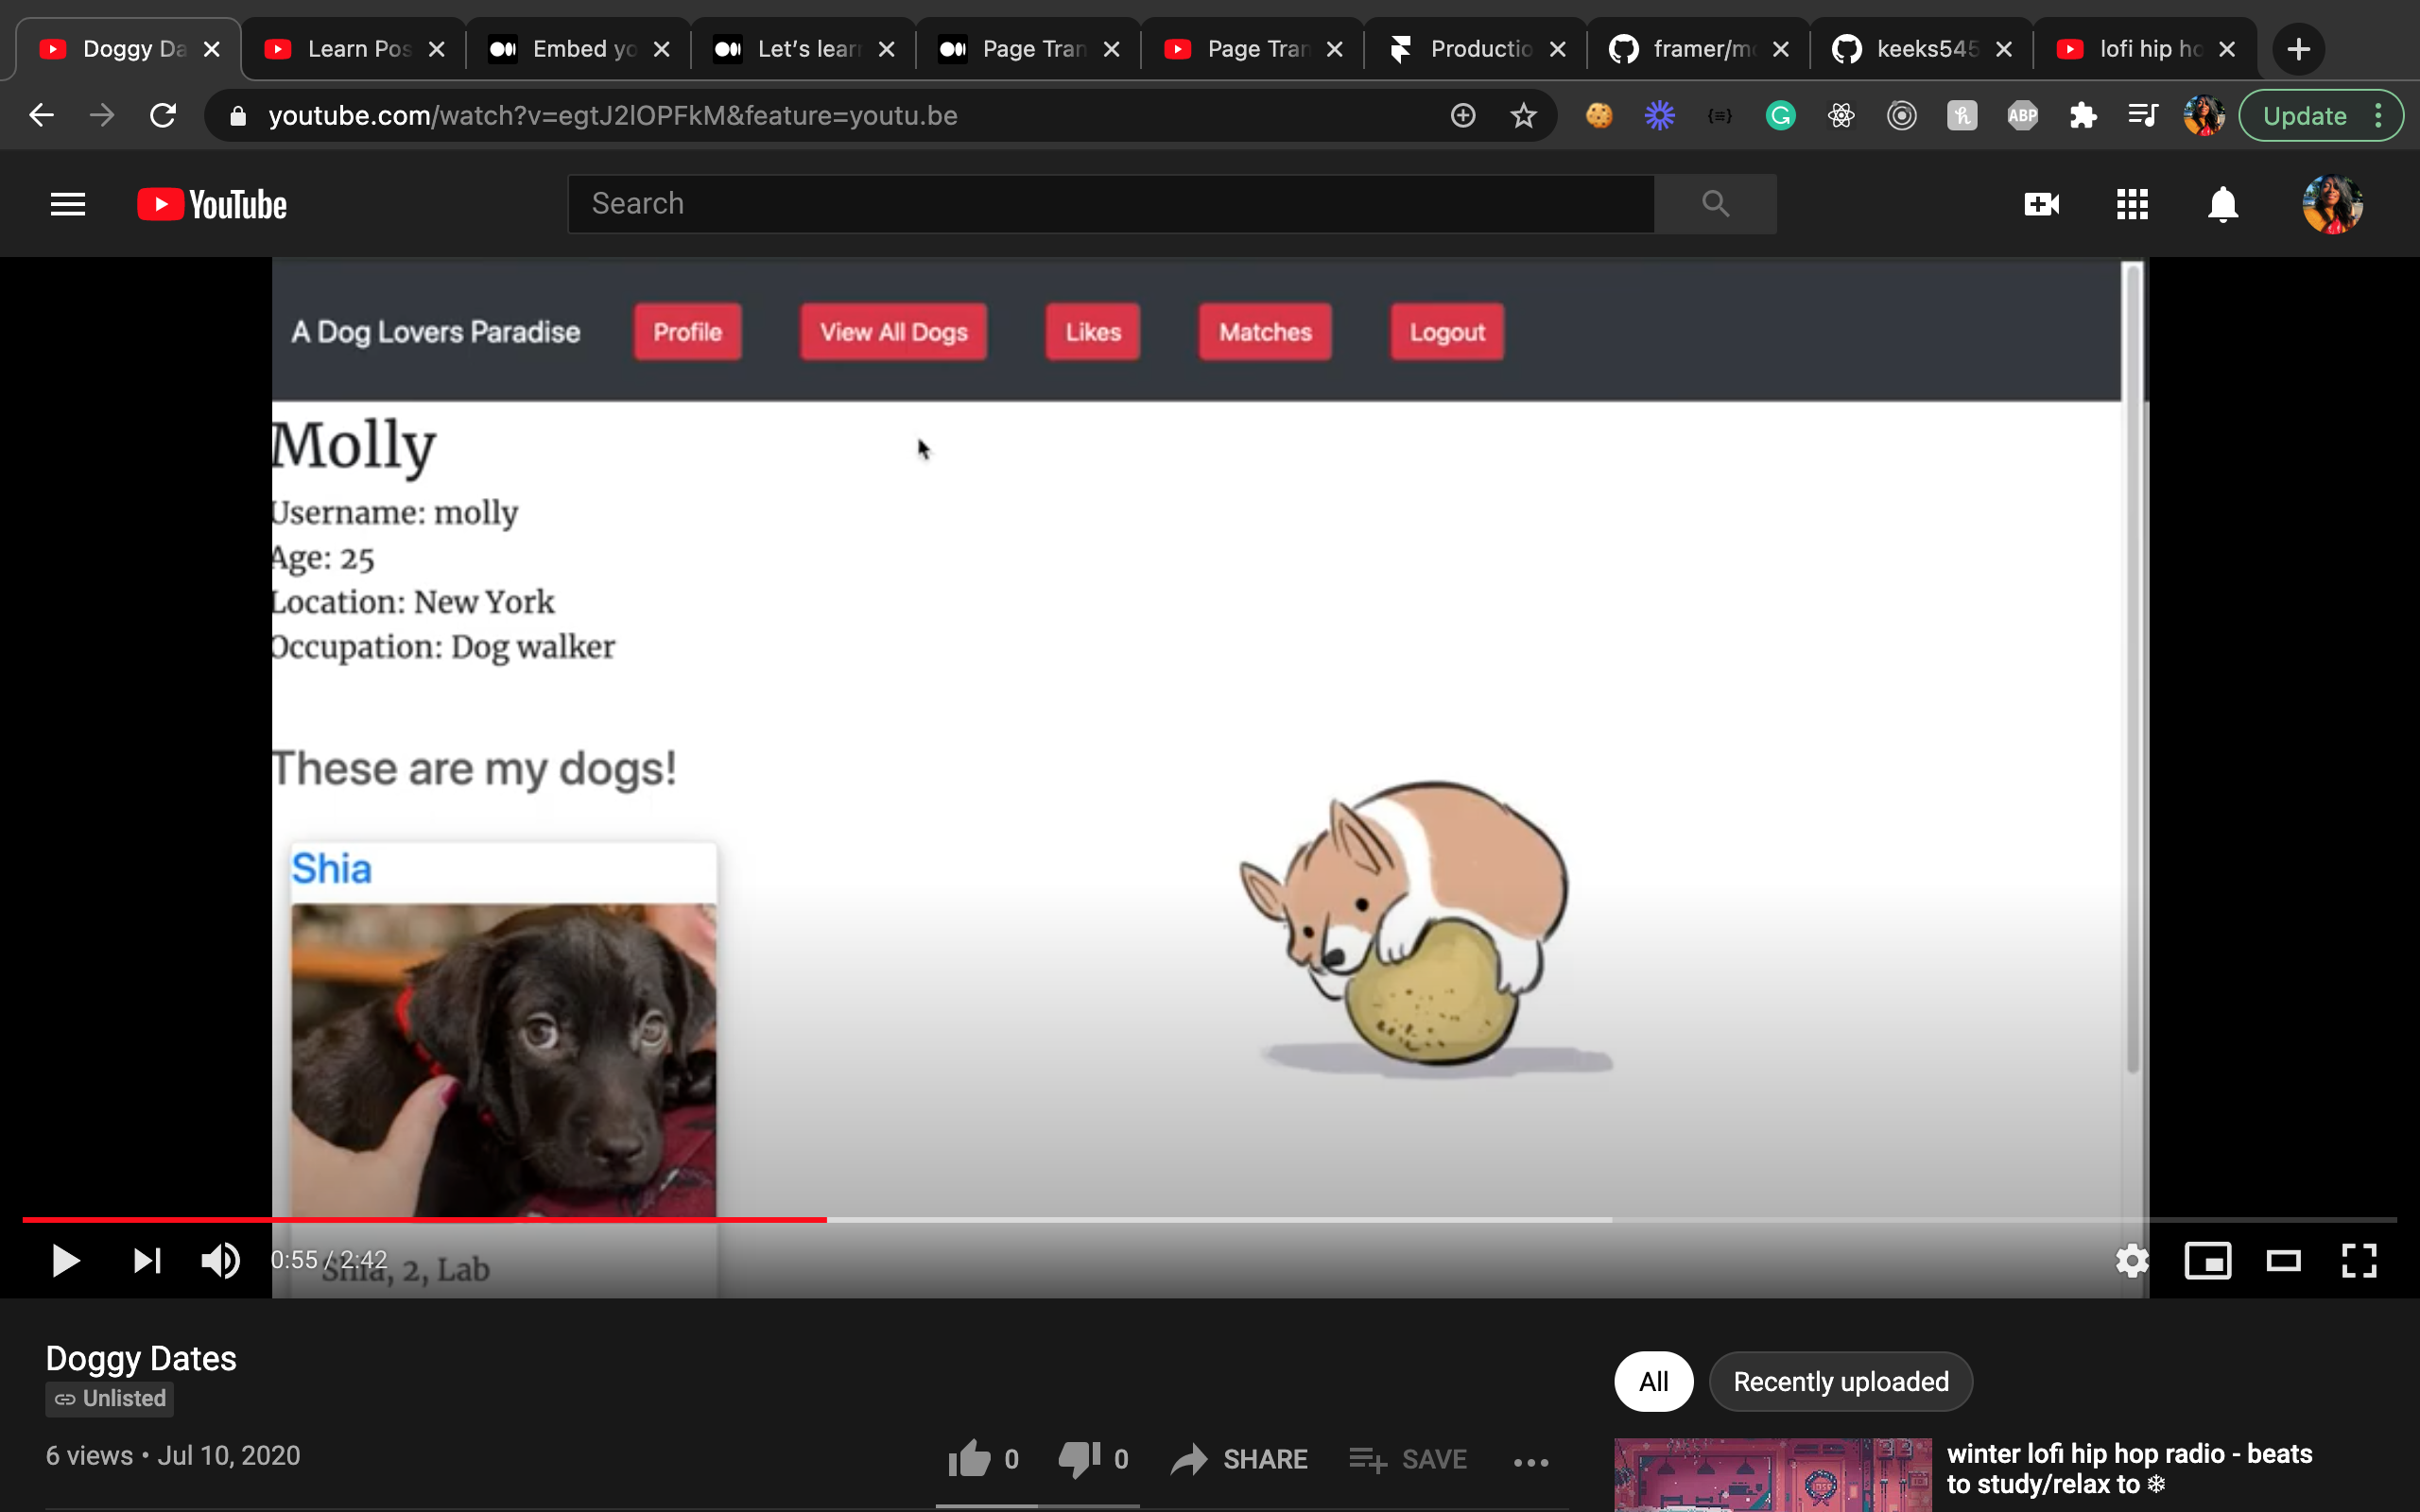 Doggy Da
Learn Pos
Embed yo
Let's lear
Page Tran
Page Tran
Productio
framer/mo
keeks545
lofi hip ho
youtube.com/watch?v=egtJ2lOPFkM&feature=youtu.be
ABP
Update
YouTube
Search
A Dog Lovers Paradise
Profile
View All Dogs
Likes
Matches
Logout
Molly
Username: molly
Age: 25
Location: New York
Occupation: Dog walker
These are my dogs!
Shia
0:55 / 2:42
Shia, 2, Lab
Doggy Dates
Unlisted
6 views • Jul 10, 2020
0
0
SHARE
SAVE
All
Recently uploaded
winter lofi hip hop radio - beats
to study/relax to ❄